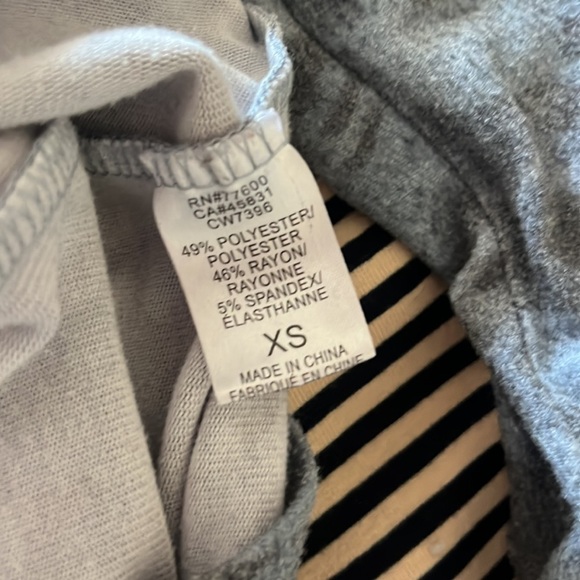 RN#77600
CA#45831
CW7396
49% POLYESTER/
POLYESTER
46% RAYON/
RAYONNE
5% SPANDEX/
ÉLASTHANNE
XS
MADE IN CHINA
FABRIQUÉ EN CHINE